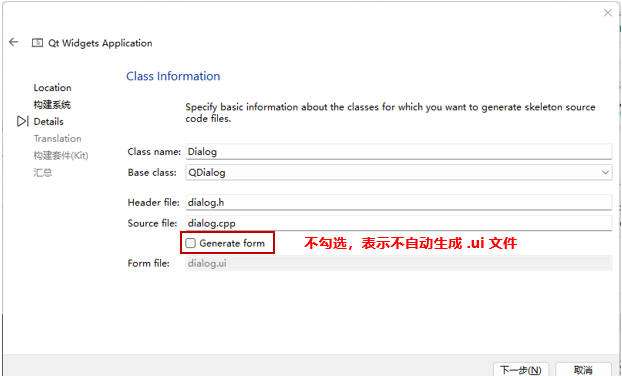 Qt Widgets Application
Location
构建系统
Details
Translation
构建套件(Kit)
汇总
Class Information
Specify basic information about the classes for which you want to generate skeleton source
code files.
Class name: Dialog
Base class: QDialog
Header file: dialog.h
Source file: dialog.cpp
Generate form 不勾选，表示不自动生成 .ui 文件
Form file: dialog.ui
下一步(N) 取消